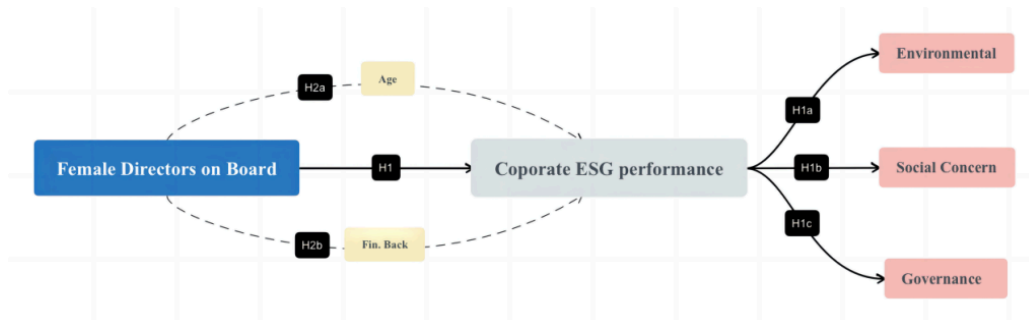 Environmental
Age
H2a
H1a
Female Directors on Board
H1
Coporate ESG performance
H1b
Social Concern
H1c
H2b
Fin. Back
Governance